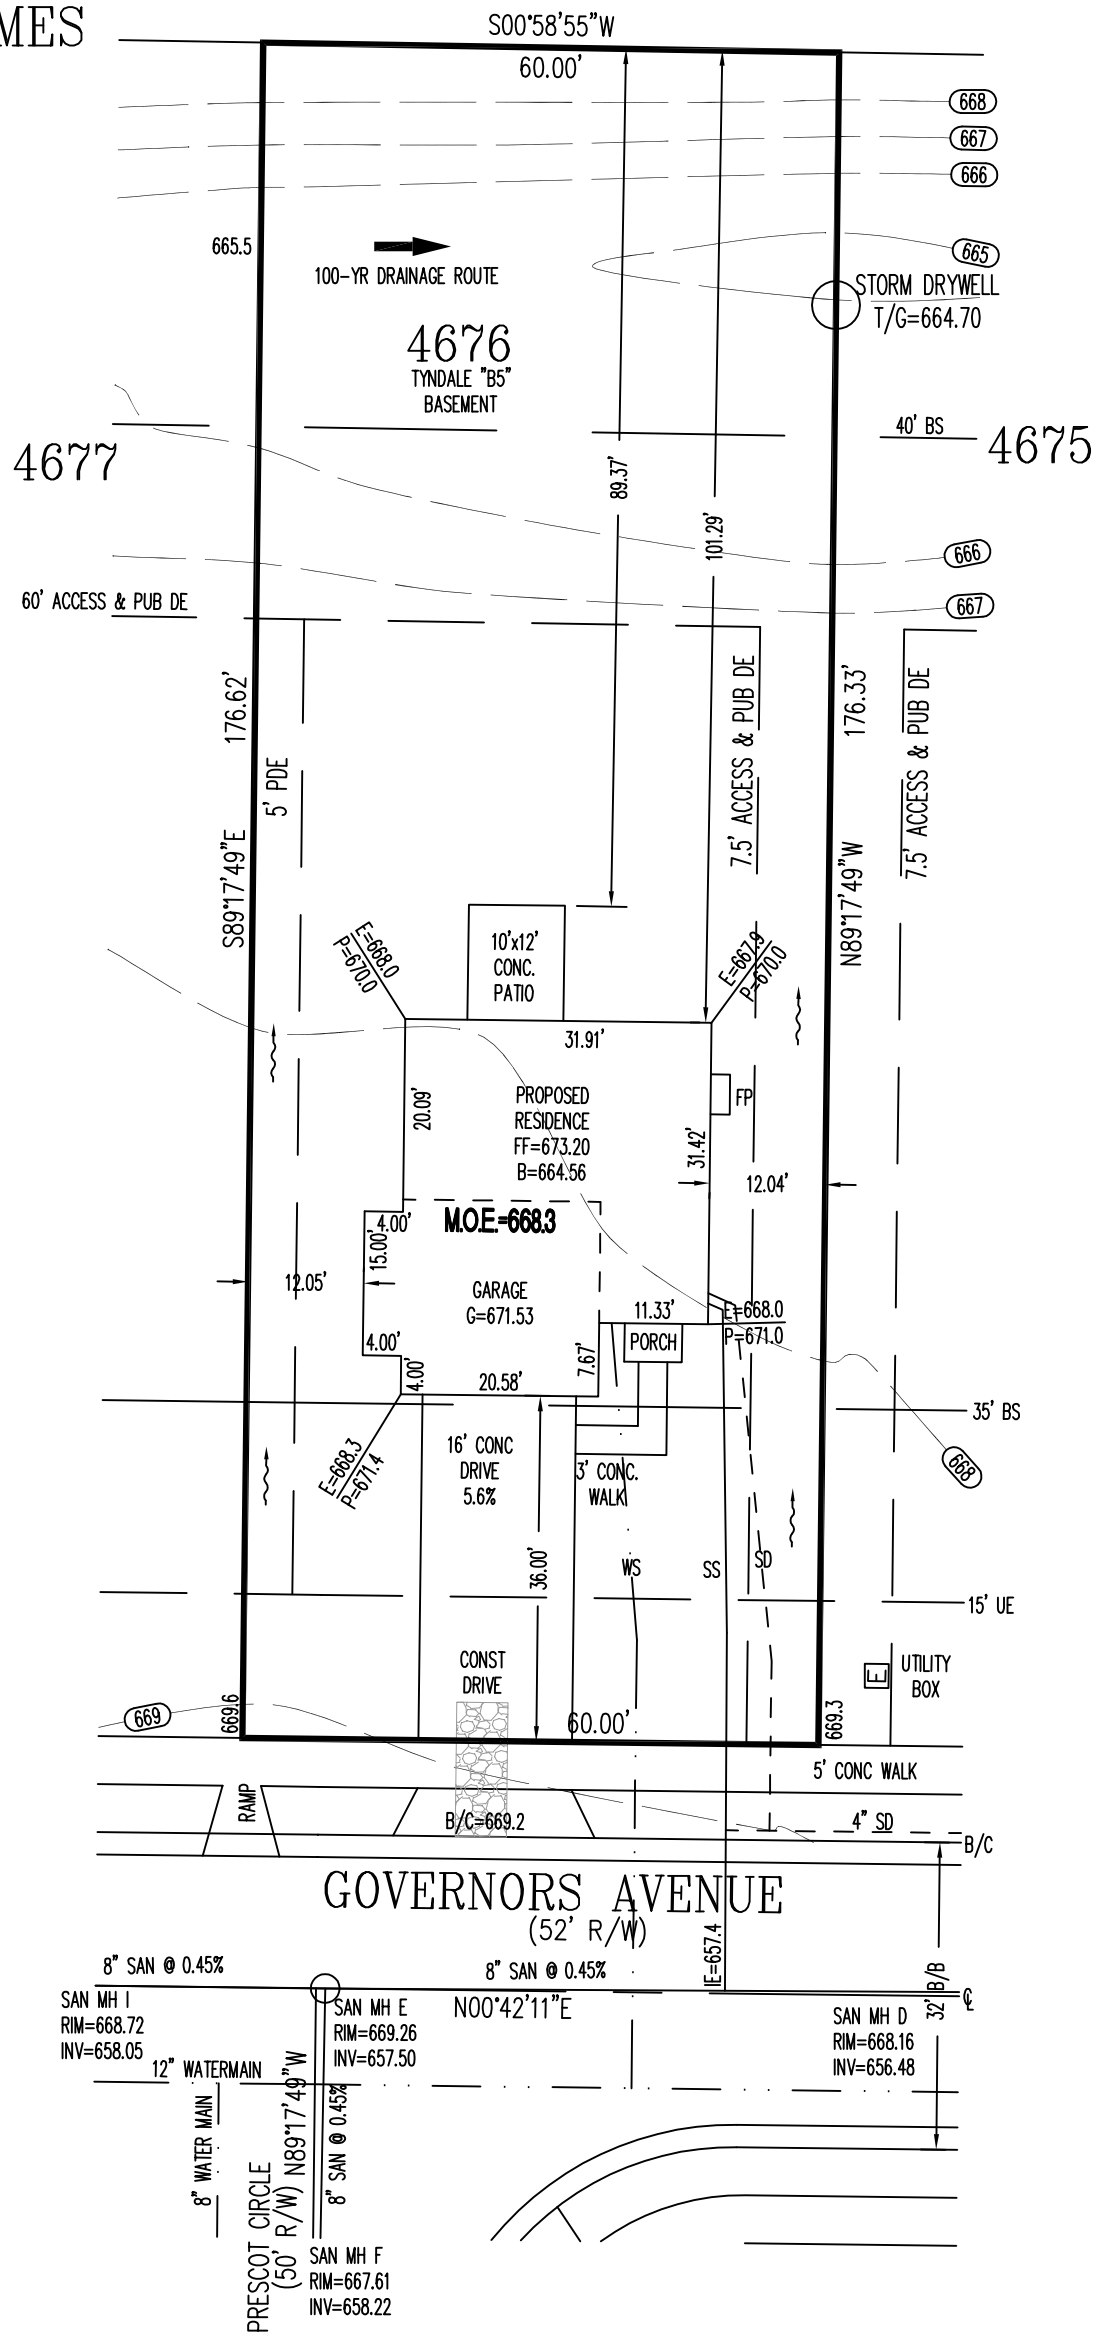 MES
S00°58'55"W
60.00'
668
667
666
665.5
665
100-YR DRAINAGE ROUTE
STORM DRYWELL
T/G=664.70
4676
TYNDALE "B5"
BASEMENT
40' BS
4677
4675
89.37'
101.29'
666
667
60' ACCESS & PUB DE
176.62'
S89°17'49"E
5' PDE
7.5' ACCESS & PUB DE
176.33'
N89°17'49"W
7.5' ACCESS & PUB DE
E=668.0
P=670.0
10'x12'
CONC.
PATIO
E=667.9
P=670.0
31.91'
20.09'
PROPOSED
RESIDENCE
FF=673.20
B=664.56
FP
31.42'
12.04'
4.00'
M.O.E.=668.3
15.00'
12.05'
GARAGE
G=671.53
11.33'
E=668.0
P=671.0
PORCH
4.00'
4.00'
20.58'
7.67'
35' BS
E=668.3
P=671.4
16' CONC
DRIVE
5.6%
3' CONC.
WALK
668
36.00'
WS
SS
SD
15' UE
CONST
DRIVE
E
UTILITY
BOX
669
669.6
60.00'
669.3
5' CONC WALK
RAMP
B/C=669.2
4" SD
B/C
GOVERNORS AVENUE
(52' R/W)
8" SAN @ 0.45%
8" SAN @ 0.45%
IE=657.4
32' B/B
SAN MH I
RIM=668.72
INV=658.05
SAN MH E
RIM=669.26
INV=657.50
N00°42'11"E
SAN MH D
RIM=668.16
INV=656.48
12" WATERMAIN
8" WATER MAIN
PRESCOT CIRCLE
(50' R/W) N89°17'49"W
8" SAN @ 0.45%
SAN MH F
RIM=667.61
INV=658.22